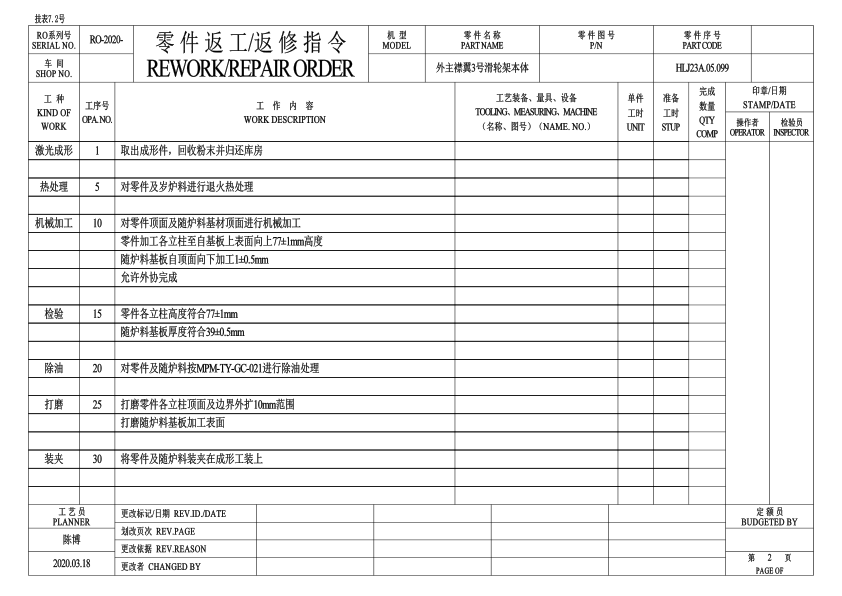 技表7.2号
RO系列号
SERIAL NO.
RO-2020-
零件返工/返修指令
REWORK/REPAIR ORDER
机 型
MODEL
零 件 名 称
PART NAME
零 件 图 号
P/N
零 件 序 号
PART CODE
车 间
SHOP NO.
外主襟翼3号滑轮架本体
HLJ23A.05.099
工 种
KIND OF
WORK
工序号
OPA. NO.
工 作 内 容
WORK DESCRIPTION
工艺装备、量具、设备
TOOLING、MEASURING、MACHINE
(名称、图号) (NAME. NO.)
单件
工时
UNIT
准备
工时
STUP
完成
数量
QTY
COMP
印章/日期
STAMP/DATE
操作者
OPERATOR
检验员
INSPECTOR
激光成形 1 取出成形件，回收粉末并归还库房
热处理 5 对零件及岁炉料进行退火热处理
机械加工 10 对零件顶面及随炉料基材顶面进行机械加工
零件加工各立柱至自基板上表面向上77±1mm高度
随炉料基板自顶面向下加工1±0.5mm
允许外协完成
检验 15 零件各立柱高度符合77±1mm
随炉料基板厚度符合39±0.5mm
除油 20 对零件及随炉料按MPM-TY-GC-021进行除油处理
打磨 25 打磨零件各立柱顶面及边界外扩10mm范围
打磨随炉料基板加工表面
装夹 30 将零件及随炉料装夹在成形工装上
工 艺 员
PLANNER
陈博
2020.03.18
更改标记/日期 REV.ID./DATE
划改页次 REV.PAGE
更改依据 REV.REASON
更改者 CHANGED BY
定 额 员
BUDGETED BY
第 2 页
PAGE OF